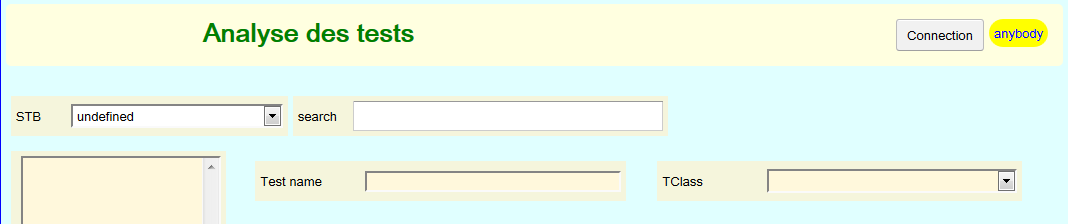 Analyse des tests
Connection anybody
STB undefined search
Test name TClass